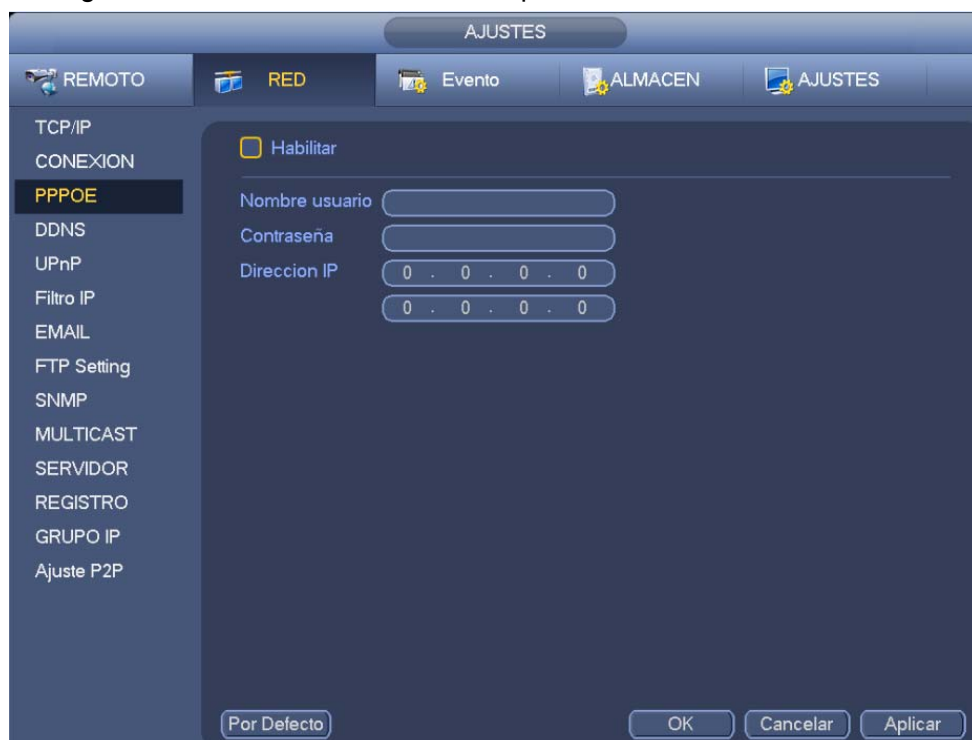 AJUSTES
REMOTO RED Evento ALMACEN AJUSTES
TCP/IP
CONEXION
PPPOE
DDNS
UPnP
Filtro IP
EMAIL
FTP Setting
SNMP
MULTICAST
SERVIDOR
REGISTRO
GRUPO IP
Ajuste P2P
Habilitar
Nombre usuario
Contraseña
Direccion IP 0 . 0 . 0 . 0
0 . 0 . 0 . 0
Por Defecto OK Cancelar Aplicar